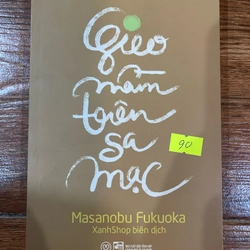 Gieo
mầm
trên
sa
mạc
90
Masanobu Fukuoka
XanhShop biên dịch